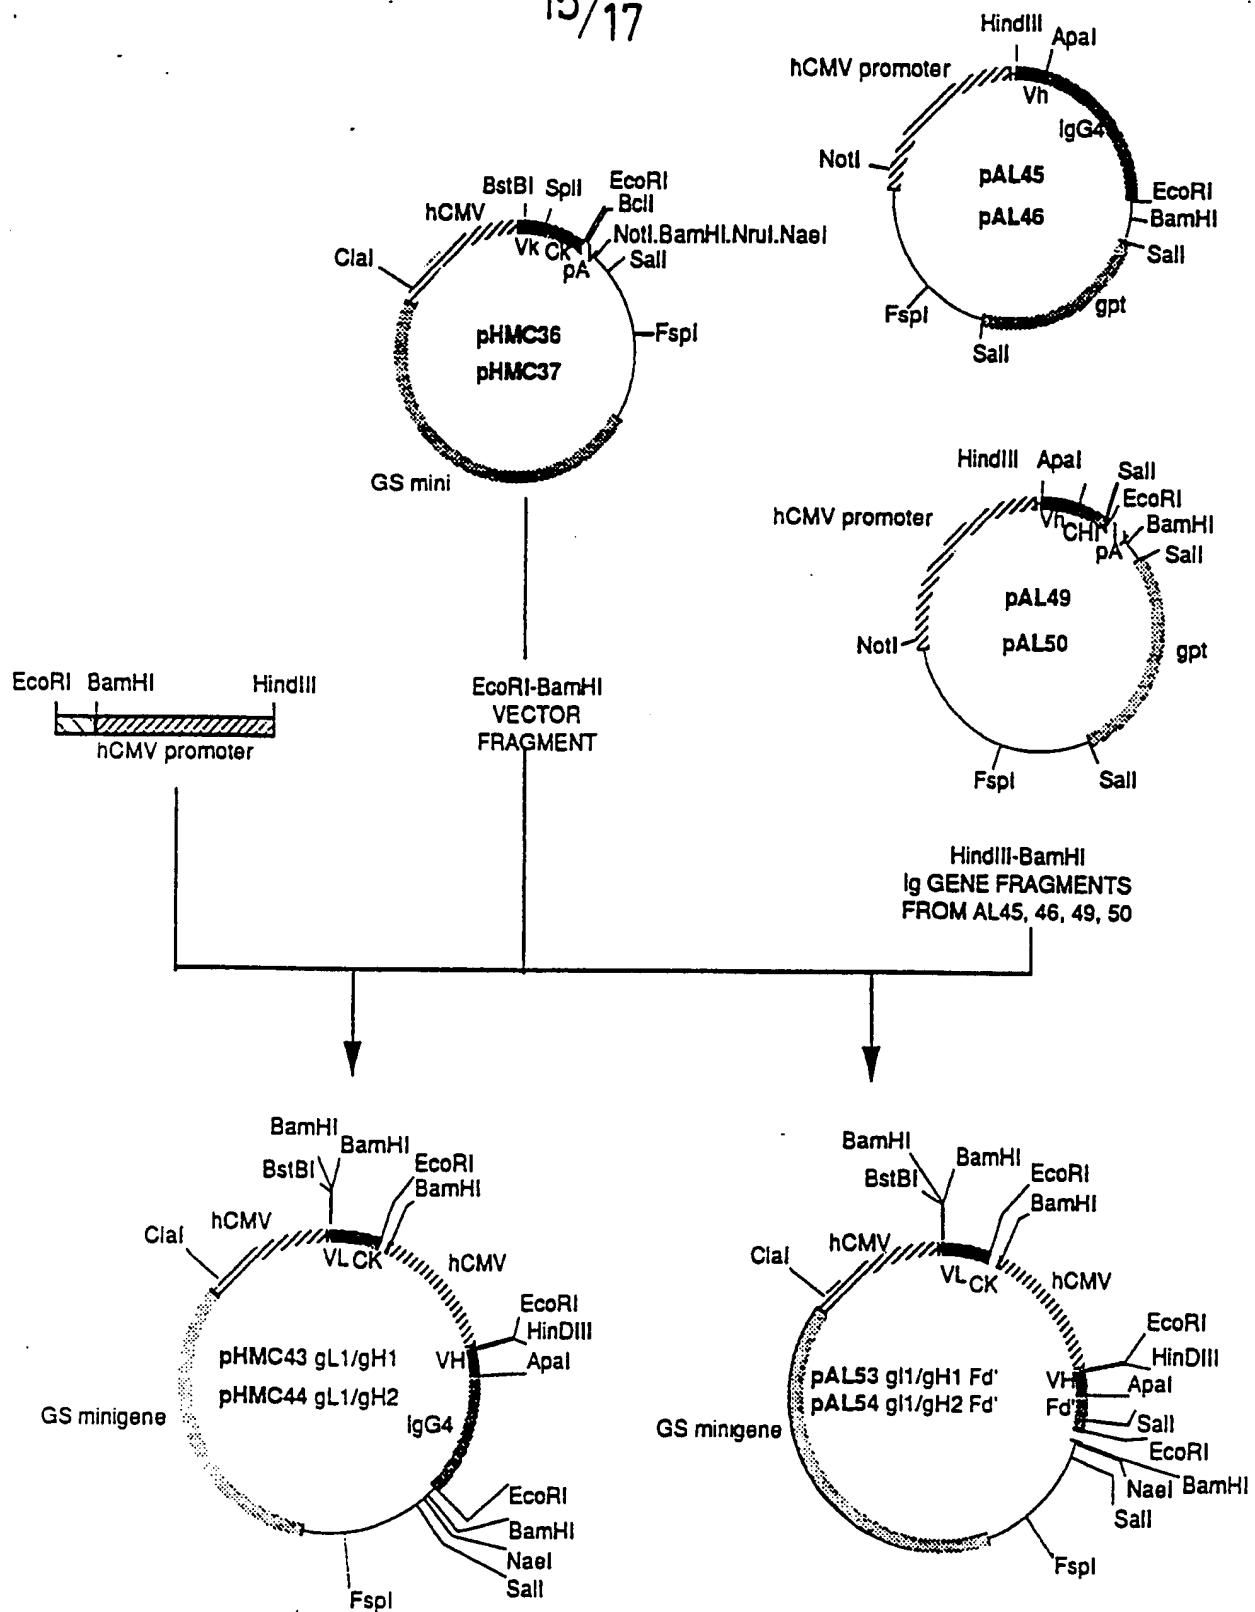 15/17
HindIII
ApaI
hCMV promoter
Vh
IgG4
NotI
pAL45
pAL46
EcoRI
BamHI
SalI
gpt
FspI
SalI
BstBI
SplI
EcoRI
BclI
hCMV
NotI.BamHI.NruI.NaeI
Vk
Ck
pA
SalI
ClaI
pHMC36
pHMC37
FspI
GS mini
HindIII
ApaI
SalI
EcoRI
hCMV promoter
Vh
CHI
BamHI
pA
SalI
pAL49
pAL50
NotI
gpt
FspI
SalI
EcoRI
BamHI
HindIII
hCMV promoter
EcoRI-BamHI
VECTOR
FRAGMENT
HindIII-BamHI
Ig GENE FRAGMENTS
FROM AL45, 46, 49, 50
BamHI
BamHI
BstBI
EcoRI
BamHI
ClaI
hCMV
VL
CK
hCMV
EcoRI
HinDIII
VH
ApaI
pHMC43 gL1/gH1
pHMC44 gL1/gH2
GS minigene
IgG4
EcoRI
BamHI
NaeI
SalI
FspI
BamHI
BamHI
BstBI
EcoRI
BamHI
ClaI
hCMV
VL
CK
hCMV
EcoRI
HinDIII
VH
ApaI
pAL53 gl1/gH1 Fd'
pAL54 gl1/gH2 Fd'
Fd'
SalI
GS minigene
EcoRI
BamHI
NaeI
SalI
FspI